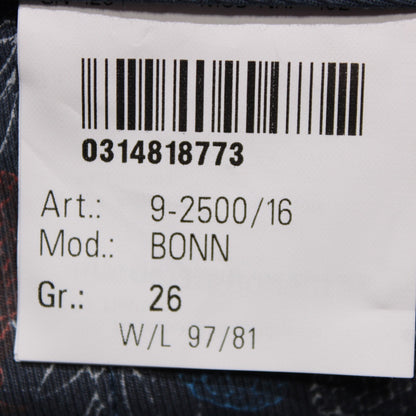 0314818773
Art.: 9-2500/16
Mod.: BONN
Gr.: 26
W/L 97/81